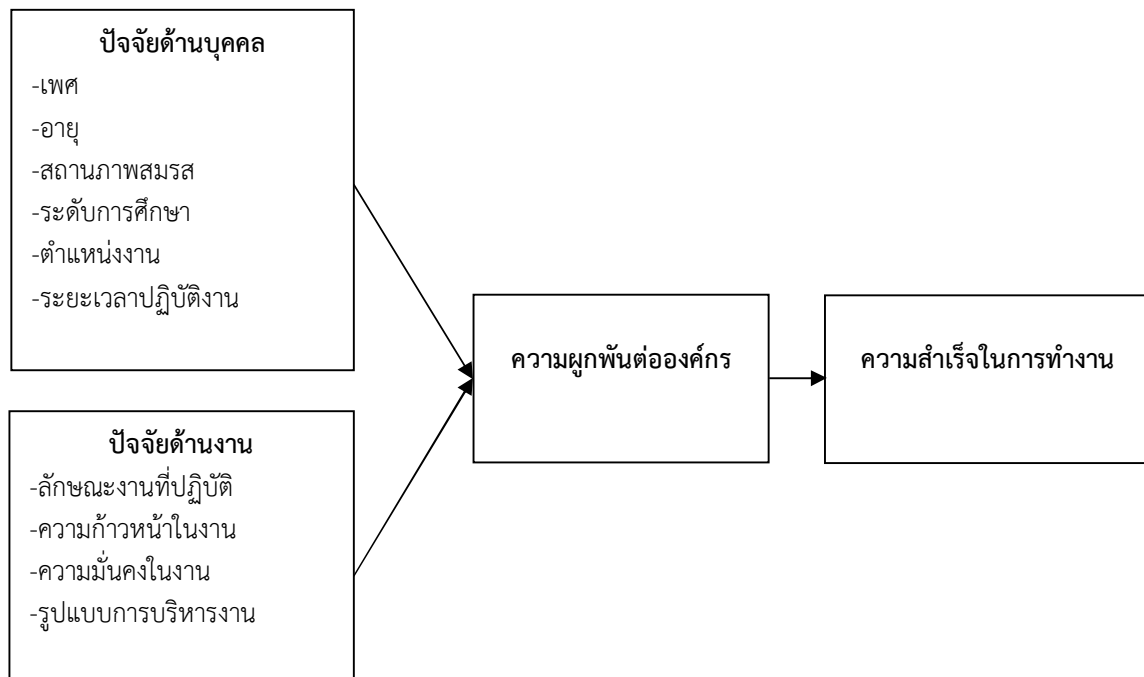 ปัจจัยด้านบุคคล
-เพศ
-อายุ
-สถานภาพสมรส
-ระดับการศึกษา
-ตำแหน่งงาน
-ระยะเวลาปฏิบัติงาน
ความผูกพันต่อองค์กร
ความสำเร็จในการทำงาน
ปัจจัยด้านงาน
-ลักษณะงานที่ปฏิบัติ
-ความก้าวหน้าในงาน
-ความมั่นคงในงาน
-รูปแบบการบริหารงาน